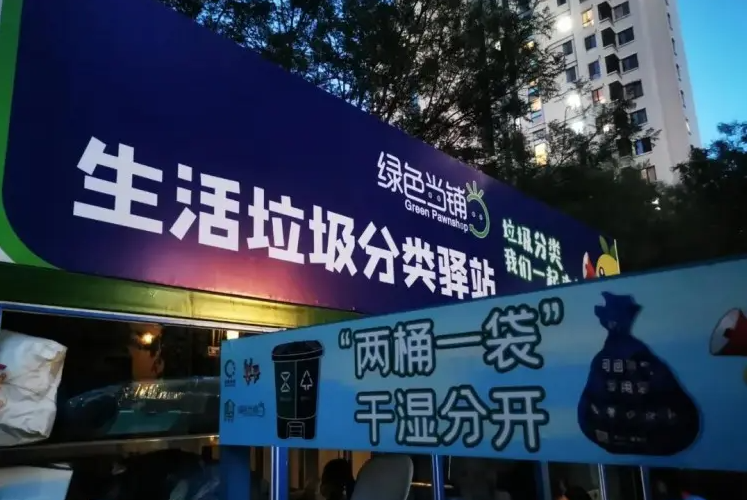 绿色当铺
Green Pawnshop
生活垃圾分类驿站
垃圾分类
我们一起
“两桶一袋”
干湿分开